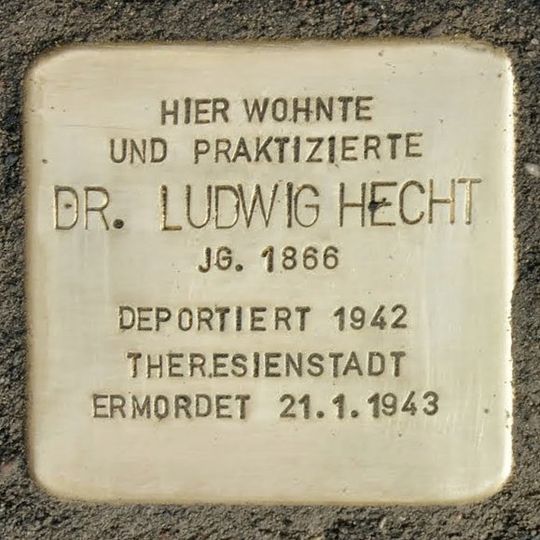 HIER WOHNTE
UND PRAKTIZIERTE
DR. LUDWIG HECHT
JG. 1866
DEPORTIERT 1942
THERESIENSTADT
ERMORDET 21.1.1943